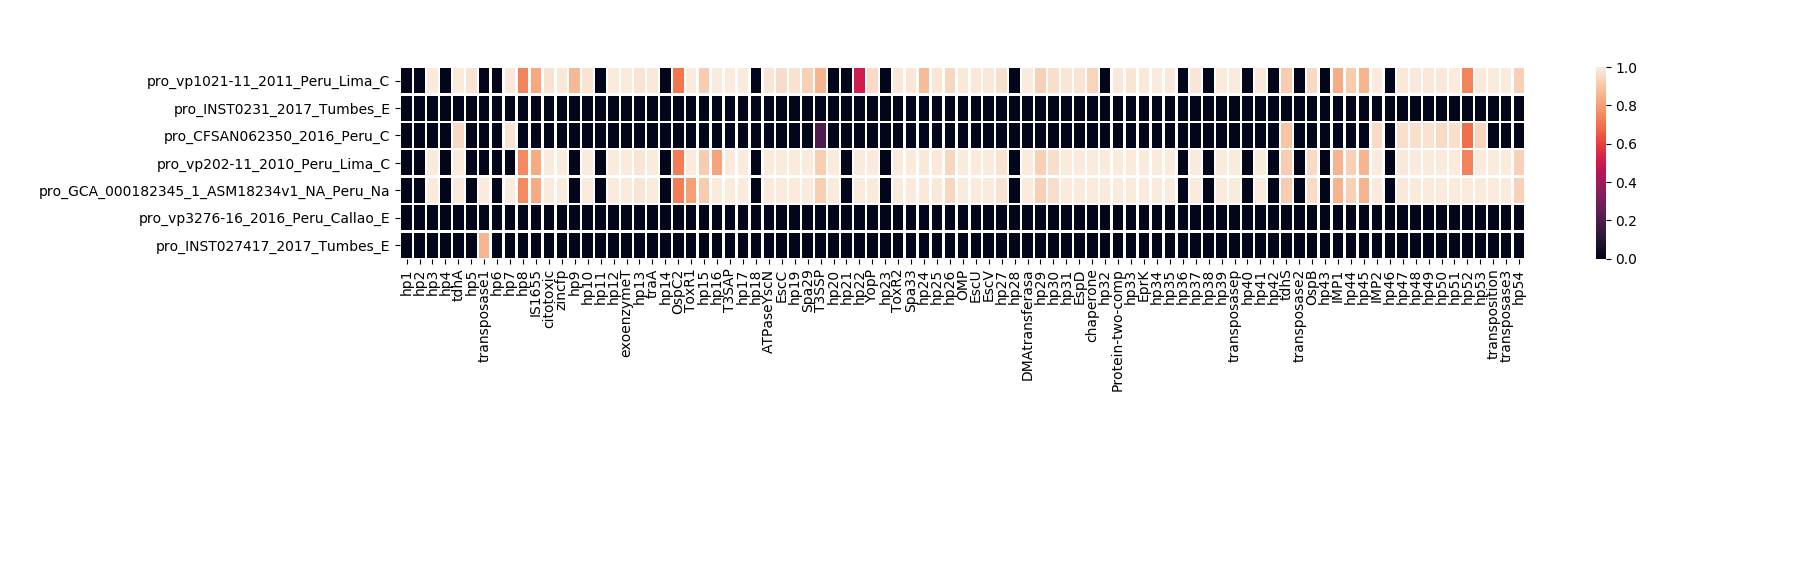 pro_vp1021-11_2011_Peru_Lima_C
pro_INST0231_2017_Tumbes_E
pro_CFSAN062350_2016_Peru_C
pro_vp202-11_2010_Peru_Lima_C
pro_GCA_000182345_1_ASM18234v1_NA_Peru_Na
pro_vp3276-16_2016_Peru_Callao_E
pro_INST027417_2017_Tumbes_E
hp1
hp2
hp3
hp4
tdhA
hp5
transposase1
hp6
hp7
hp8
IS1655
citotoxic
zincfrp
hp9
hp10
hp11
hp12
exoenzymeT
hp13
traA
hp14
OspC2
ToxR1
hp15
hp16
T3SAP
hp17
hp18
ATPaseYscN
EscC
hp19
Spa29
T3SSP
hp20
hp21
hp22
YopP
hp23
ToxR2
Spa33
hp24
hp25
hp26
OMP
EscU
EscV
hp27
hp28
DMAtransferasa
hp29
hp30
hp31
EspD
chaperone
hp32
Protein-two-comp
hp33
EprK
hp34
hp35
hp36
hp37
hp38
hp39
transposasep
hp40
hp41
hp42
tdhS
transposase2
OspB
hp43
IMP1
hp44
hp45
IMP2
hp46
hp47
hp48
hp49
hp50
hp51
hp52
hp53
transposition
transposase3
hp54
1.0
0.8
0.6
0.4
0.2
0.0